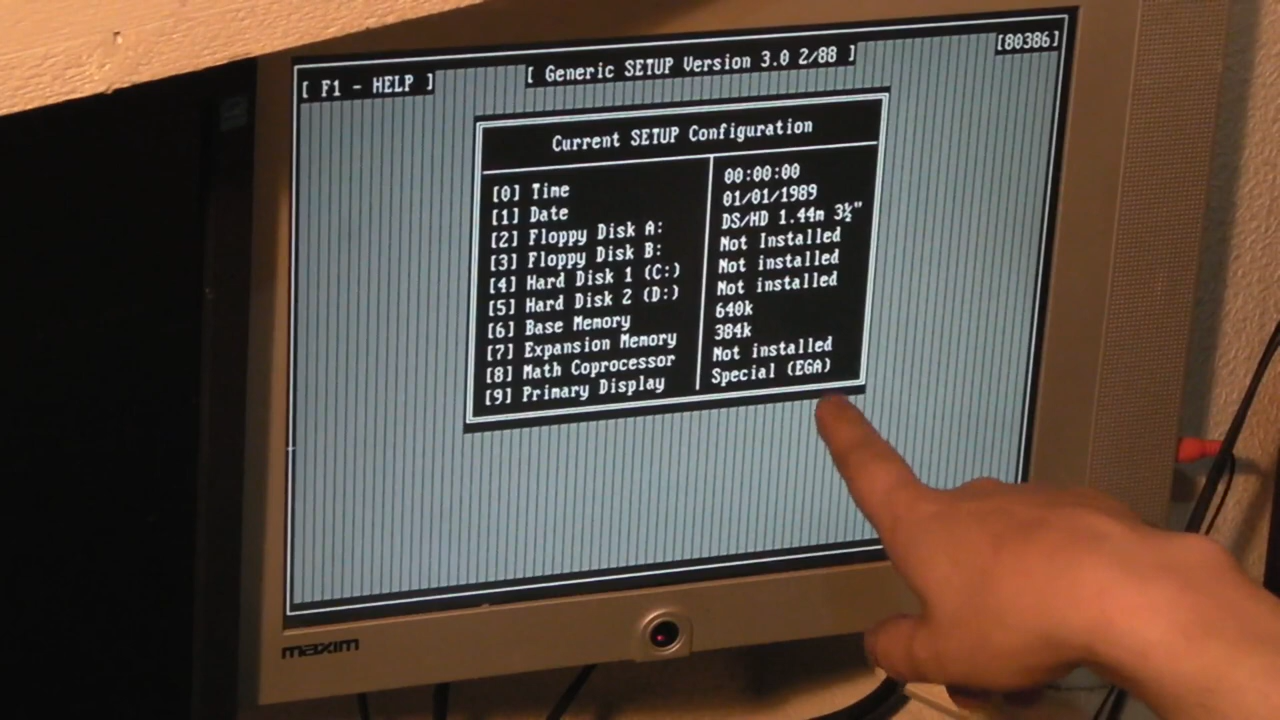 [ F1 - HELP ]
[ Generic SETUP Version 3.0 2/88 ]
[80386]
Current SETUP Configuration
[0] Time 00:00:00
[1] Date 01/01/1989
[2] Floppy Disk A: DS/HD 1.44m 3½"
[3] Floppy Disk B: Not Installed
[4] Hard Disk 1 (C:) Not installed
[5] Hard Disk 2 (D:) Not installed
[6] Base Memory 640k
[7] Expansion Memory 384k
[8] Math Coprocessor Not installed
[9] Primary Display Special (EGA)
maxim